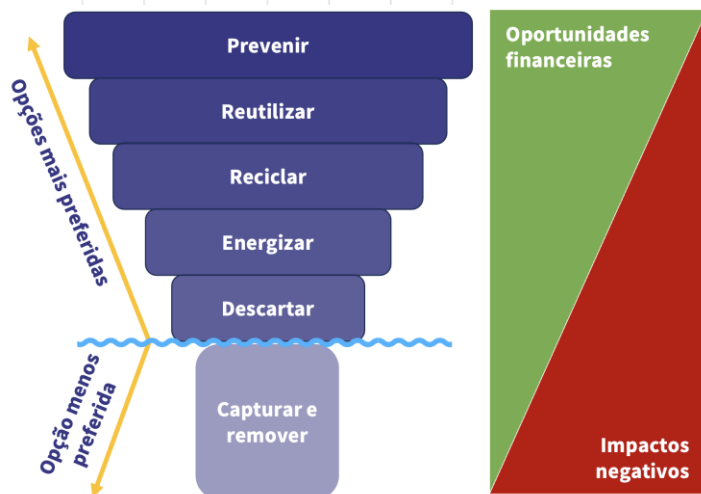 Prevenir
Reutilizar
Reciclar
Energizar
Descartar
Capturar e
remover
Opções mais preferidas
Opção menos
preferida
Oportunidades
financeiras
Impactos
negativos